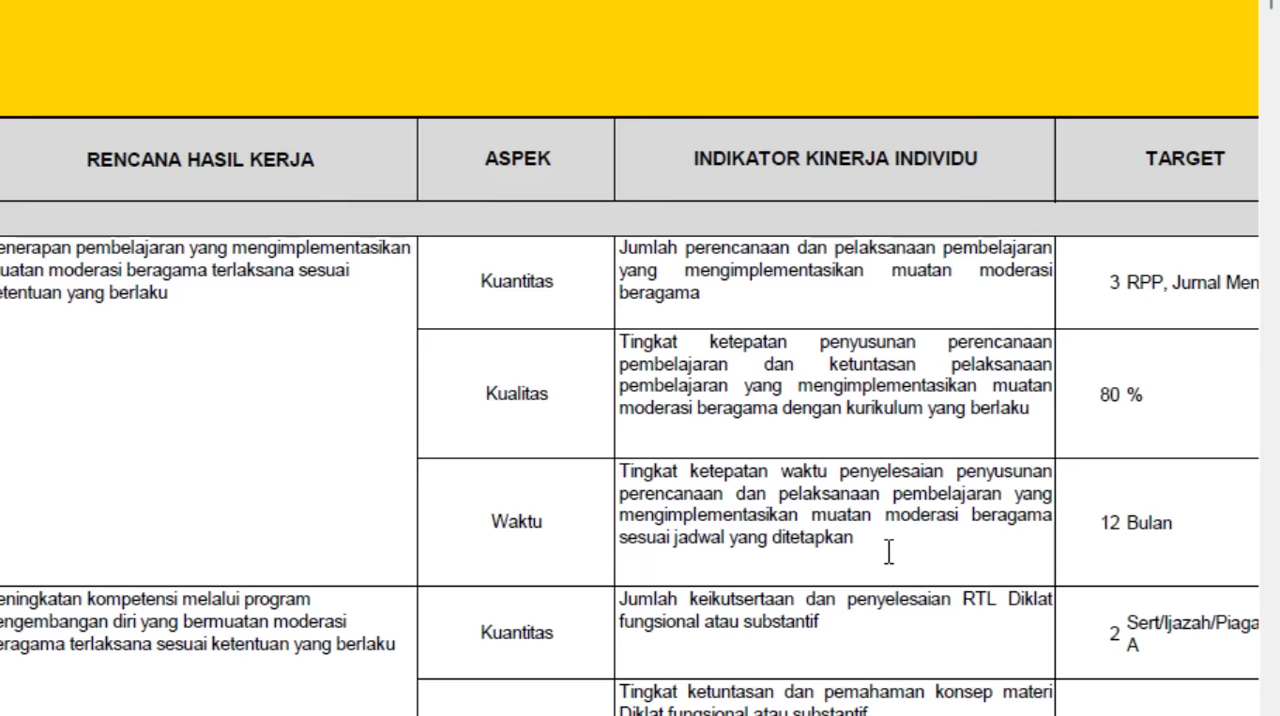 RENCANA HASIL KERJA
ASPEK
INDIKATOR KINERJA INDIVIDU
TARGET
enerapan pembelajaran yang mengimplementasikan
uatan moderasi beragama terlaksana sesuai
etentuan yang berlaku
Kuantitas
Jumlah perencanaan dan pelaksanaan pembelajaran
yang mengimplementasikan muatan moderasi
beragama
3 RPP, Jurnal Men
Kualitas
Tingkat ketepatan penyusunan perencanaan
pembelajaran dan ketuntasan pelaksanaan
pembelajaran yang mengimplementasikan muatan
moderasi beragama dengan kurikulum yang berlaku
80 %
Waktu
Tingkat ketepatan waktu penyelesaian penyusunan
perencanaan dan pelaksanaan pembelajaran yang
mengimplementasikan muatan moderasi beragama
sesuai jadwal yang ditetapkan
12 Bulan
eningkatan kompetensi melalui program
engembangan diri yang bermuatan moderasi
eragama terlaksana sesuai ketentuan yang berlaku
Kuantitas
Jumlah keikutsertaan dan penyelesaian RTL Diklat
fungsional atau substantif
2 Sert/Ijazah/Piaga
A
Tingkat ketuntasan dan pemahaman konsep materi
Diklat fungsional atau substantif